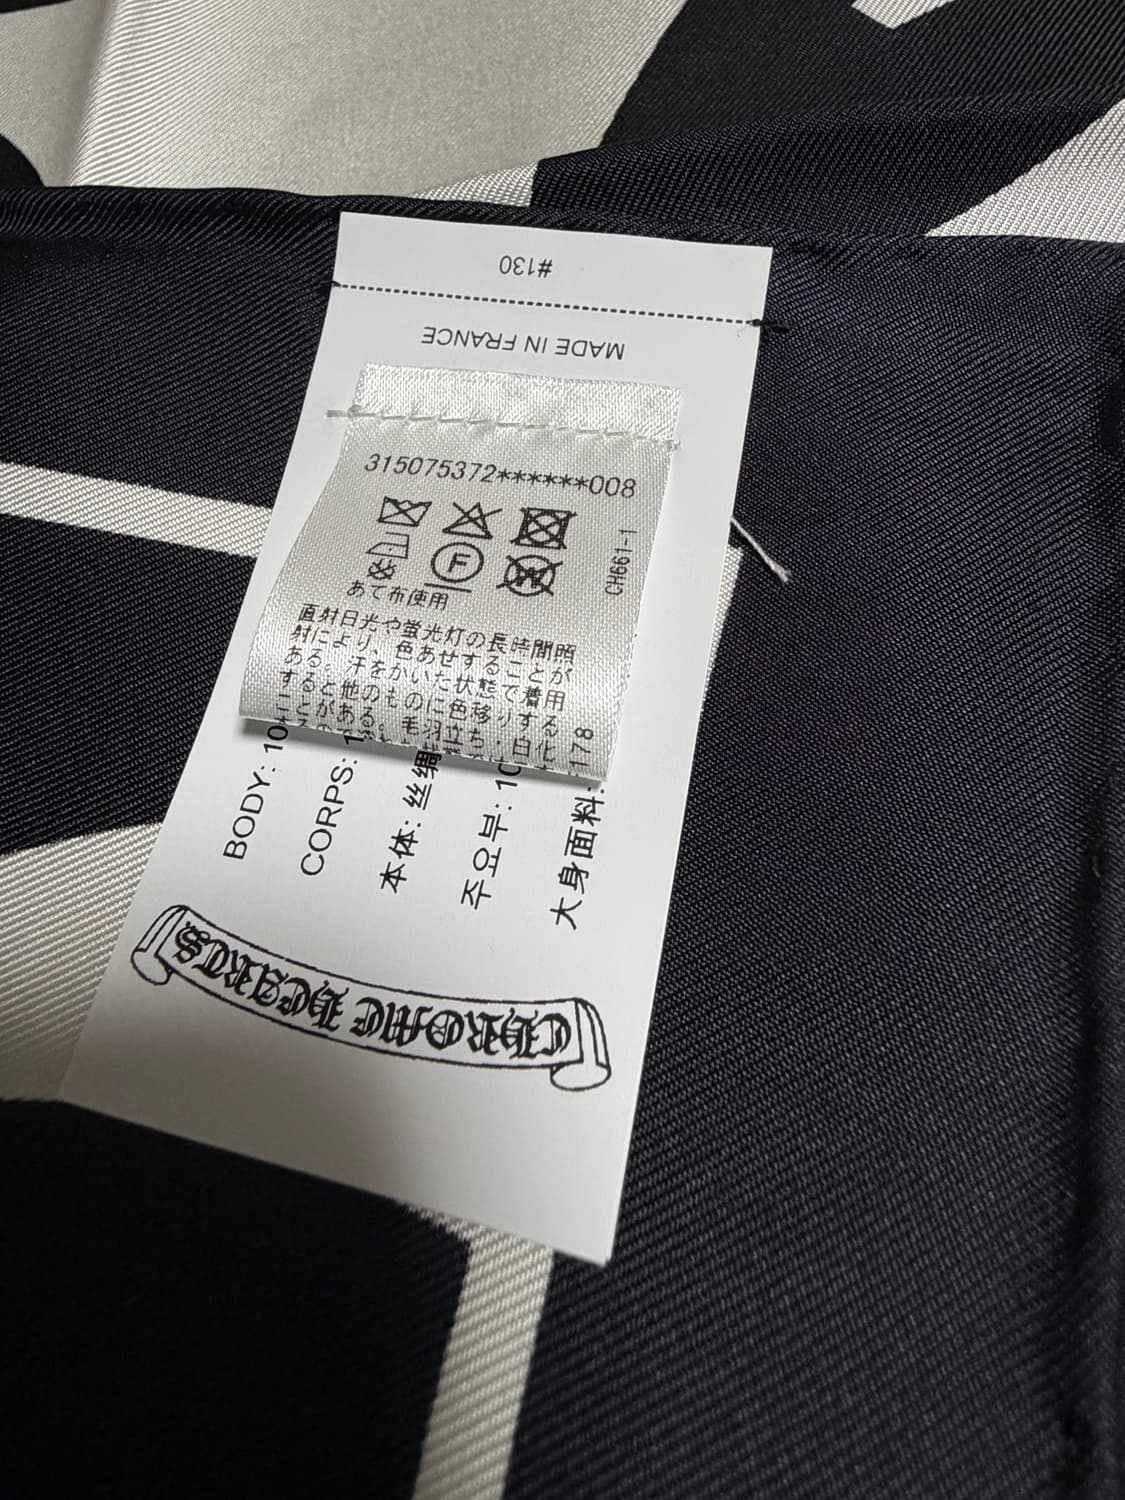 #130
MADE IN FRANCE
315075372******008
CH661-1
F
W
あて布使用
直射日光や蛍光灯の長時間照
射により、色あせすることが
ある。汗をかいた状態で着用
すると他のものに色移りする
ことがある。毛羽立ち・白化
178
BODY: 10
CORPS: 1
本体: 丝绸
주요부: 10
大身面料:
CHROME HEARTS